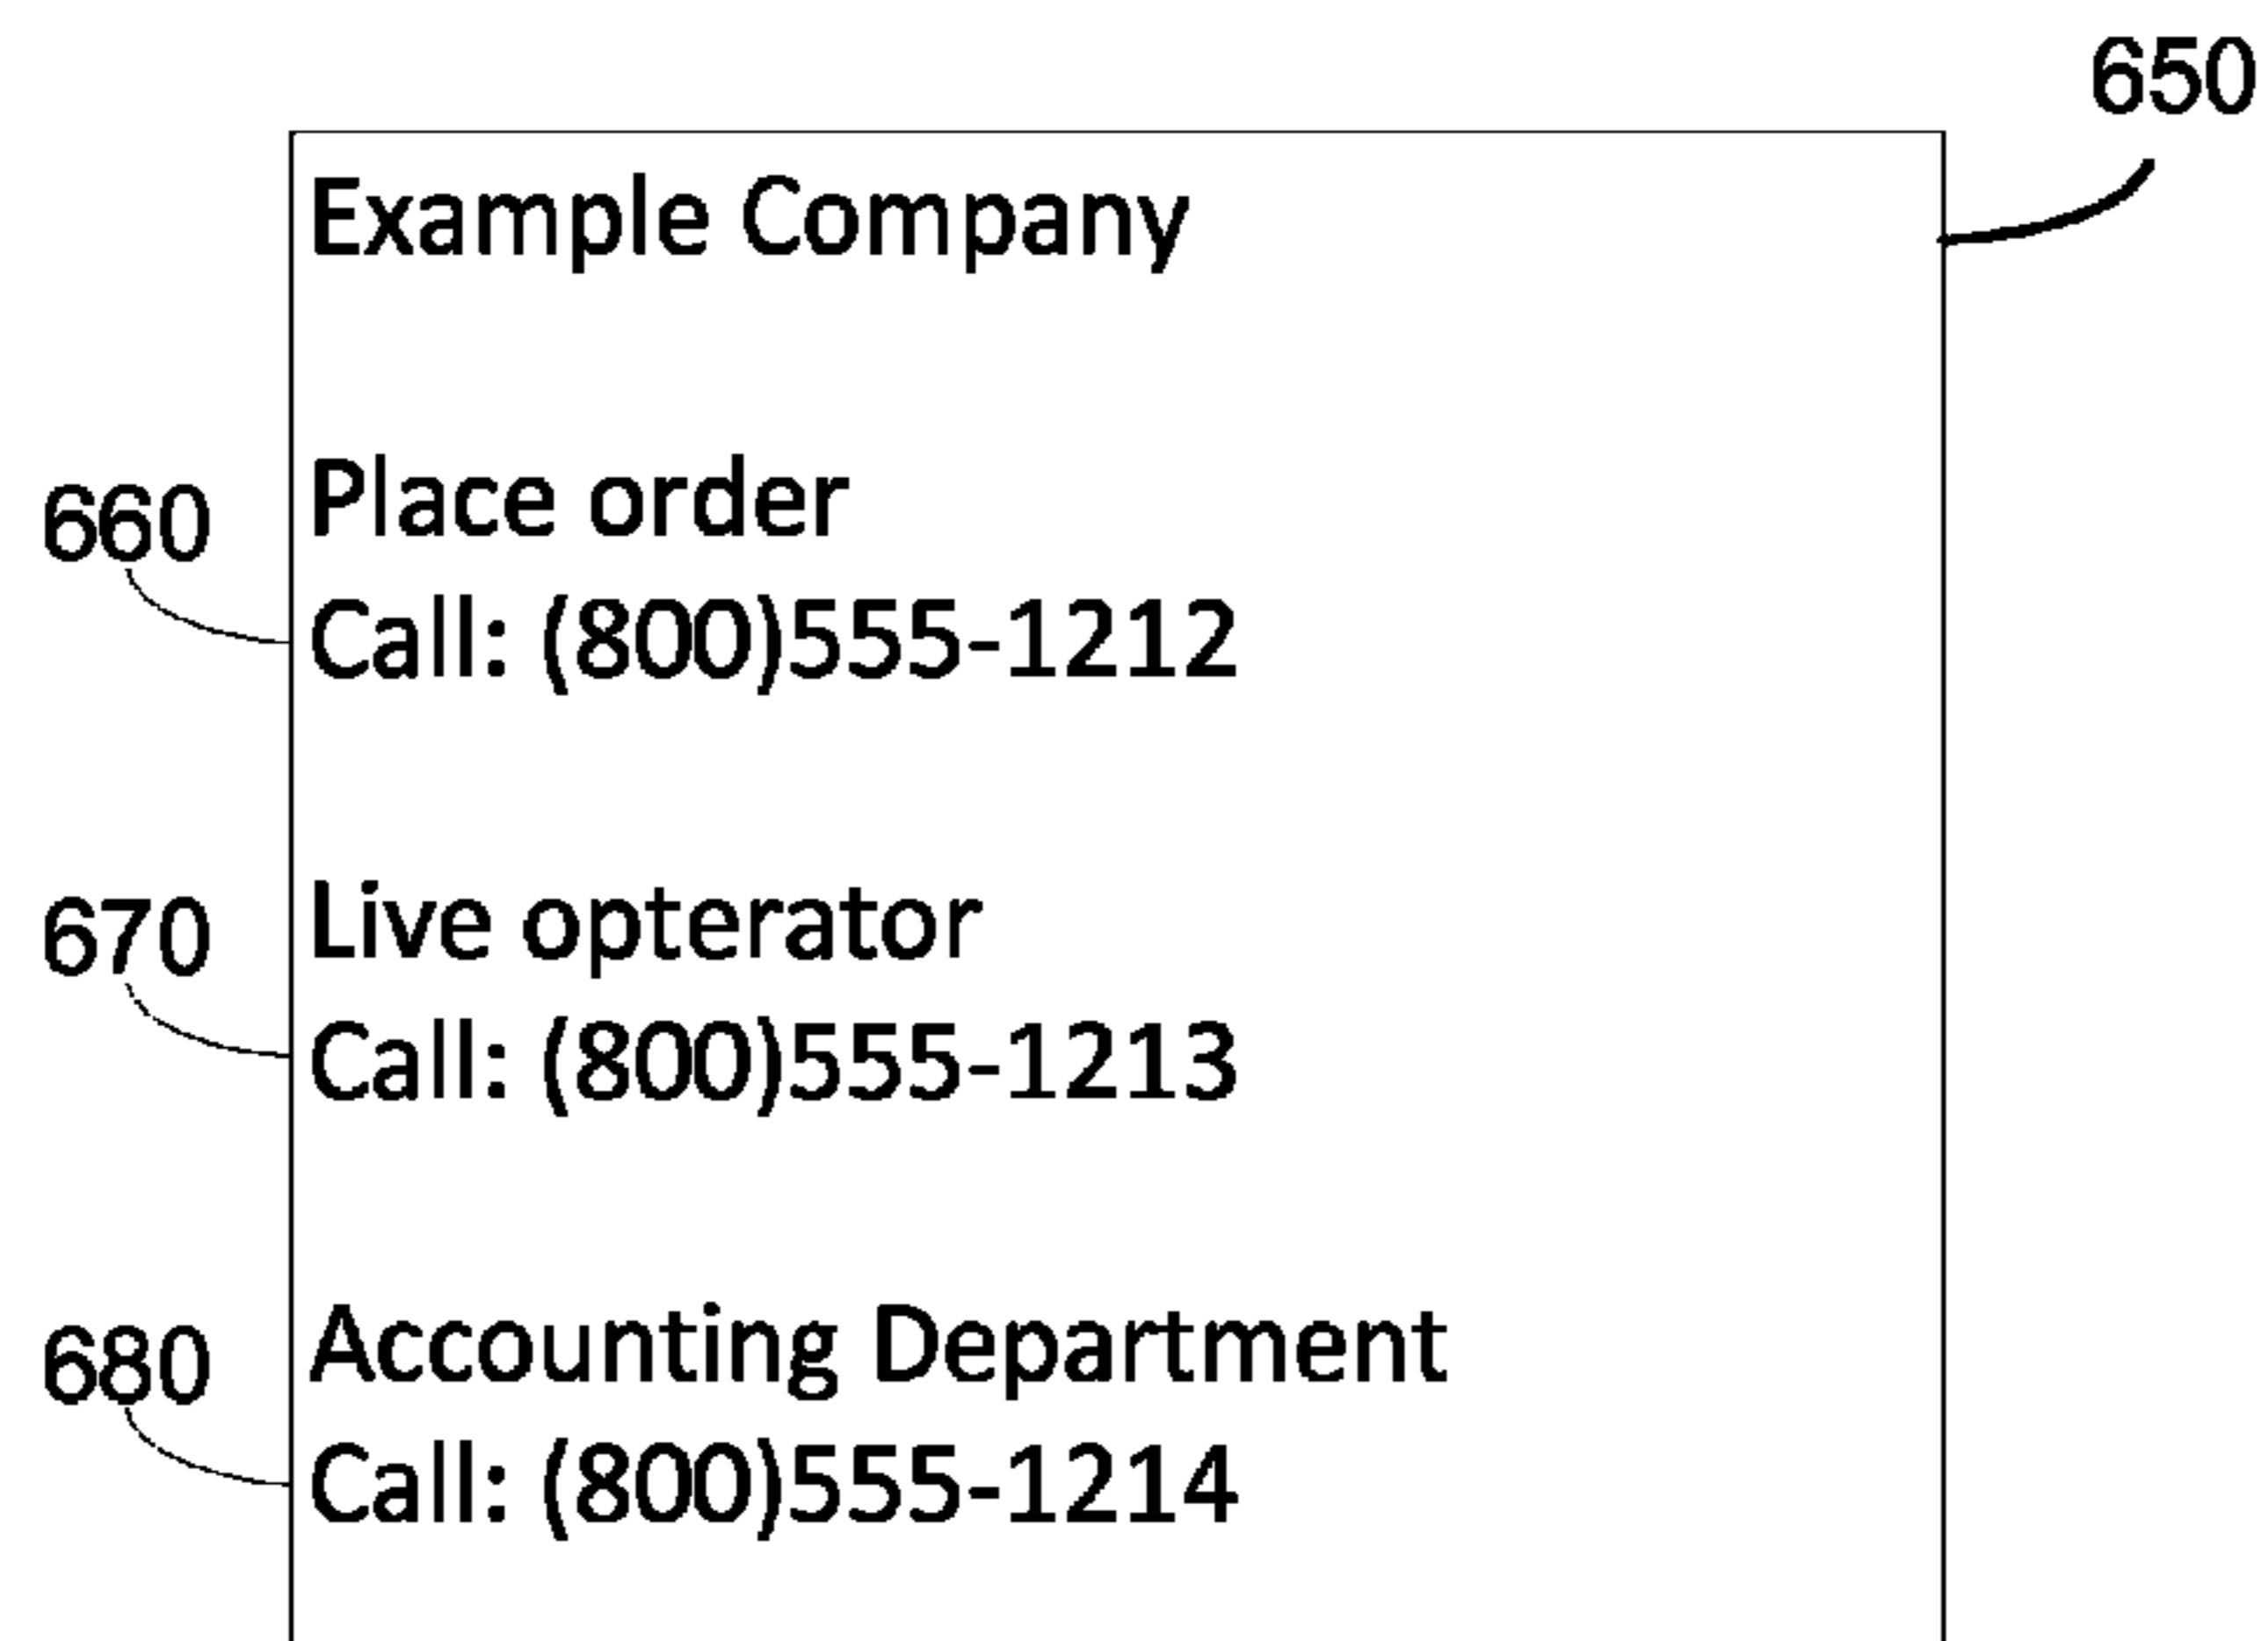 650
Example Company
Place order
660
Call: (800)555-1212
Live opterator
670
Call: (800)555-1213
Accounting Department
680
Call: (800)555-1214